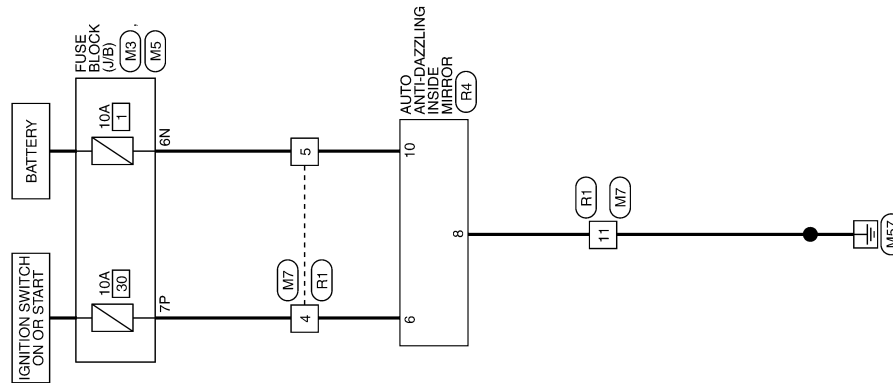 IGNITION SWITCH
ON OR START
BATTERY
10A
30
10A
1
FUSE
BLOCK
(J/B)
M3 ,
M5
7P
6N
M7
4
R1
5
6
10
AUTO
ANTI-DAZZLING
INSIDE
MIRROR
R4
8
R1
11
M7
M57